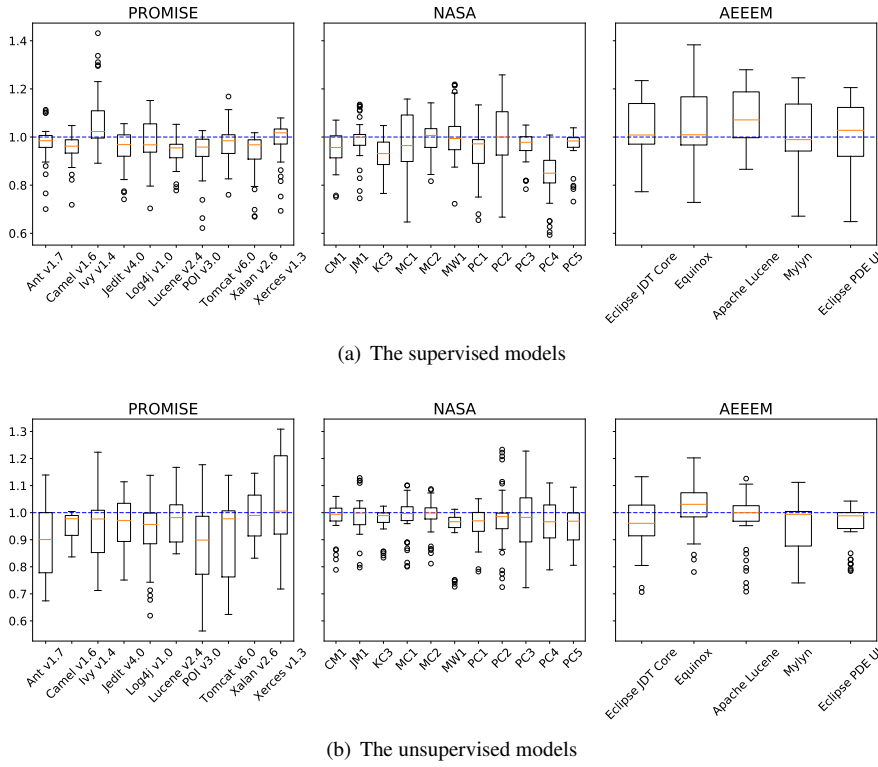 PROMISE
NASA
AEEEM
1.4
1.2
1.0
0.8
0.6
Ant v1.7
Camel v1.6
Ivy v1.4
Jedit v4.0
Log4j v1.0
Lucene v2.4
POI v3.0
Tomcat v6.0
Xalan v2.6
Xerces v1.3
CM1
JM1
KC3
MC1
MC2
MW1
PC1
PC2
PC3
PC4
PC5
Eclipse JDT Core
Equinox
Apache Lucene
Mylyn
Eclipse PDE UI
(a) The supervised models
PROMISE
NASA
AEEEM
1.3
1.2
1.1
1.0
0.9
0.8
0.7
0.6
Ant v1.7
Camel v1.6
Ivy v1.4
Jedit v4.0
Log4j v1.0
Lucene v2.4
POI v3.0
Tomcat v6.0
Xalan v2.6
Xerces v1.3
CM1
JM1
KC3
MC1
MC2
MW1
PC1
PC2
PC3
PC4
PC5
Eclipse JDT Core
Equinox
Apache Lucene
Mylyn
Eclipse PDE UI
(b) The unsupervised models